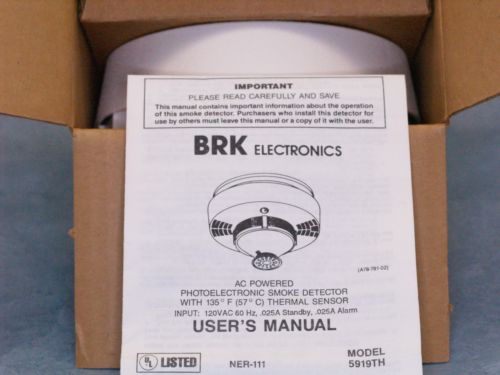 IMPORTANT
PLEASE READ CAREFULLY AND SAVE
This manual contains important information about the operation
of this smoke detector. Purchasers who install this detector for
use by others must leave this manual or a copy of it with the user.
BRK ELECTRONICS
(A78-781-02)
AC POWERED
PHOTOELECTRONIC SMOKE DETECTOR
WITH 135° F (57° C) THERMAL SENSOR
INPUT: 120VAC 60 Hz, .025A Standby, .025A Alarm
USER'S MANUAL
UL LISTED
NER-111
MODEL
5919TH